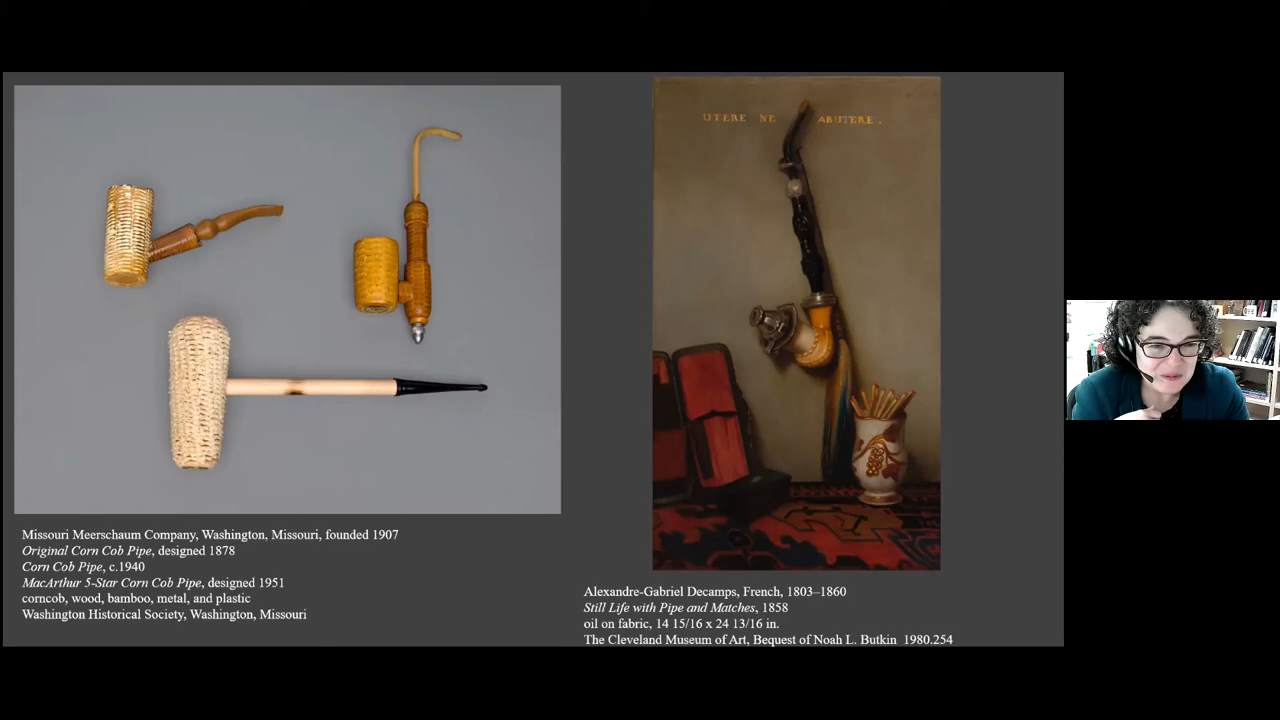 UTERE NE ABUTERE.
Missouri Meerschaum Company, Washington, Missouri, founded 1907
Original Corn Cob Pipe, designed 1878
Corn Cob Pipe, c.1940
MacArthur 5-Star Corn Cob Pipe, designed 1951
corncob, wood, bamboo, metal, and plastic
Washington Historical Society, Washington, Missouri
Alexandre-Gabriel Decamps, French, 1803–1860
Still Life with Pipe and Matches, 1858
oil on fabric, 14 15/16 x 24 13/16 in.
The Cleveland Museum of Art, Bequest of Noah L. Butkin 1980.254